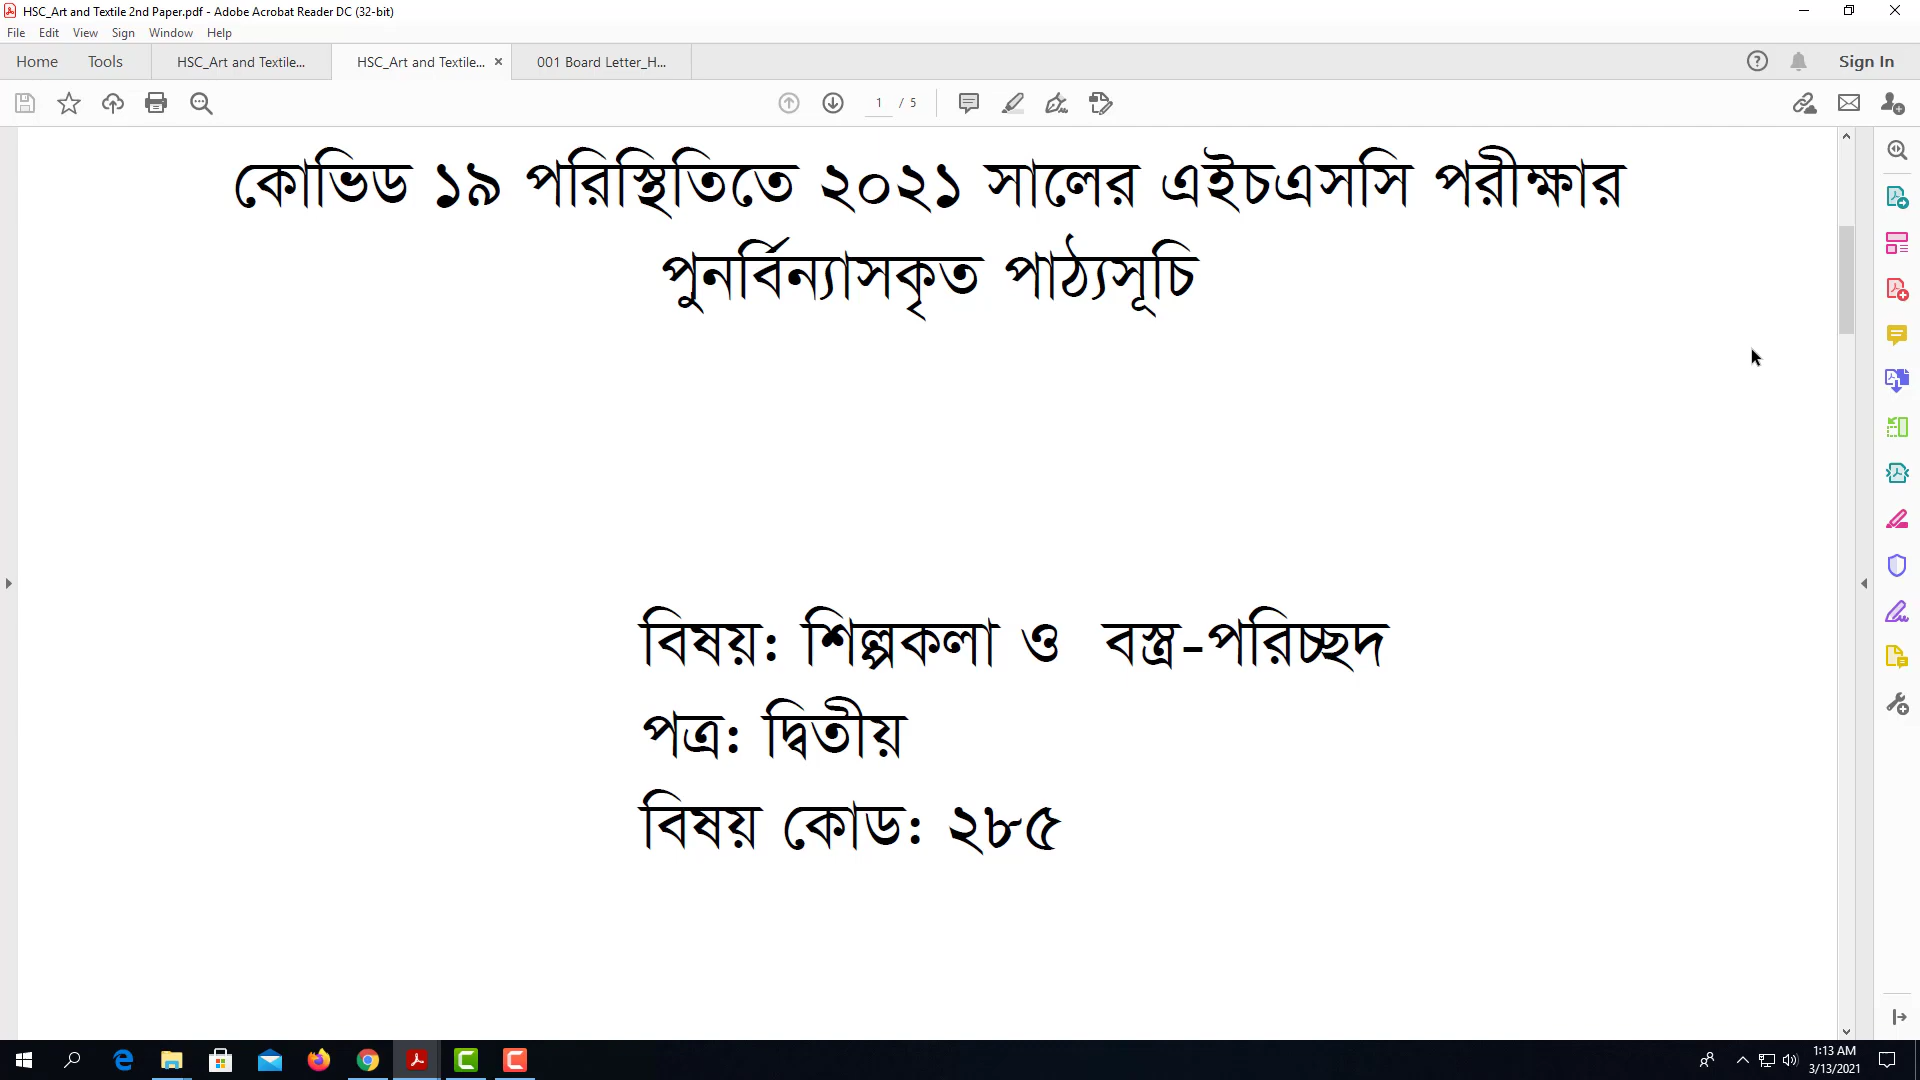 HSC_Art and Textile 2nd Paper.pdf - Adobe Acrobat Reader DC (32-bit)
File Edit View Sign Window Help
Home Tools HSC_Art and Textile... HSC_Art and Textile... 001 Board Letter_H... Sign In
1 / 5
কোভিড ১৯ পরিস্থিতিতে ২০২১ সালের এইচএসসি পরীক্ষার
পুনর্বিন্যাসকৃত পাঠ্যসূচি
বিষয়: শিল্পকলা ও বস্ত্র-পরিচ্ছদ
পত্র: দ্বিতীয়
বিষয় কোড: ২৮৫
1:13 AM
3/13/2021